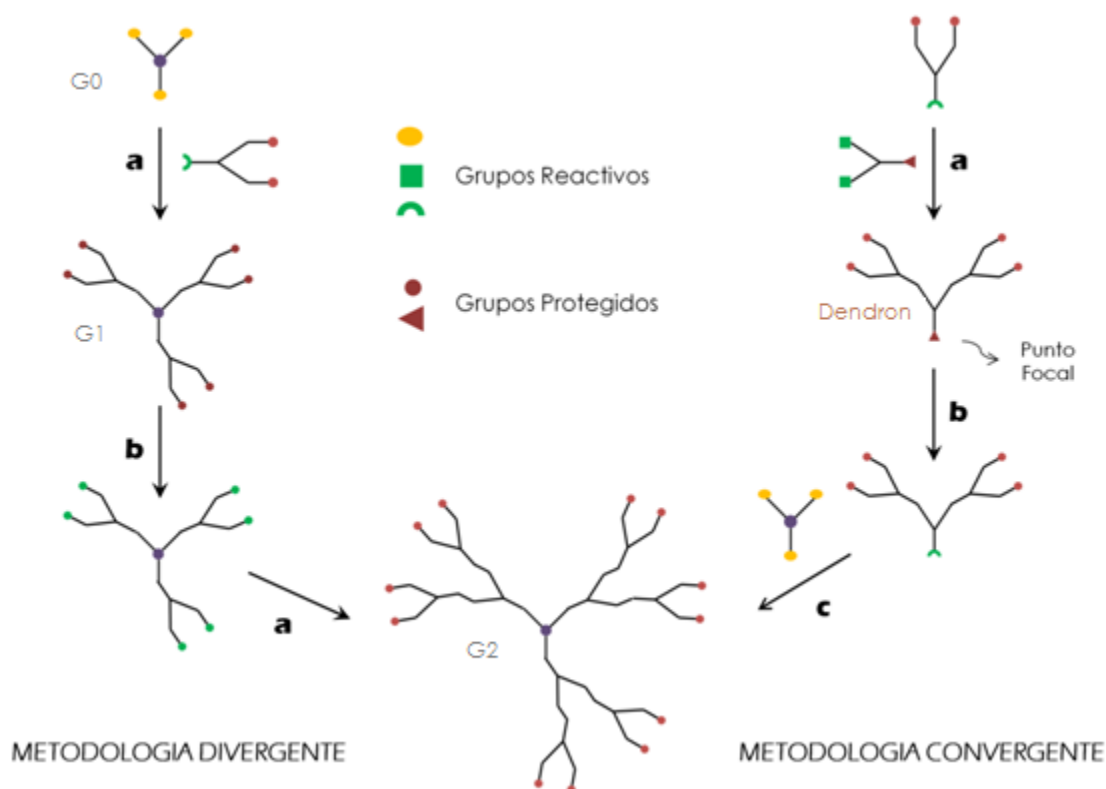 G0
a
G1
b
a
METODOLOGIA DIVERGENTE
Grupos Reactivos
Grupos Protegidos
G2
a
Dendron
Punto
Focal
b
c
METODOLOGIA CONVERGENTE